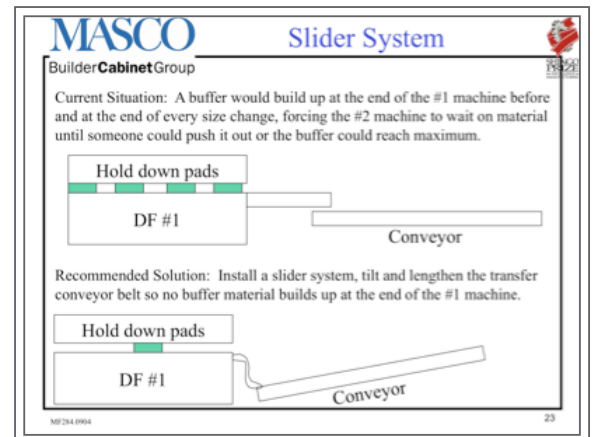 MASCO
BuilderCabinetGroup
Slider System
SHINGO
PRIZE
Current Situation: A buffer would build up at the end of the #1 machine before
and at the end of every size change, forcing the #2 machine to wait on material
until someone could push it out or the buffer could reach maximum.
Hold down pads
DF #1
Conveyor
Recommended Solution: Install a slider system, tilt and lengthen the transfer
conveyor belt so no buffer material builds up at the end of the #1 machine.
Hold down pads
DF #1
Conveyor
MF284.0904
23